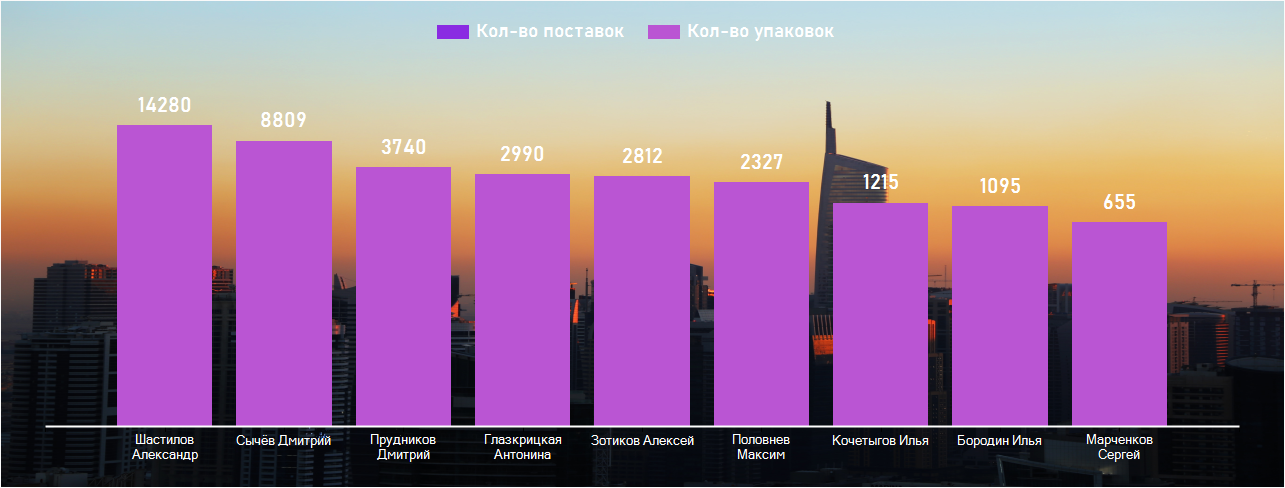 Кол-во поставок Кол-во упаковок
14280
8809
3740
2990
2812
2327
1215
1095
655
Шастилов
Александр
Сычёв Дмитрий
Прудников
Дмитрий
Глазкрицкая
Антонина
Зотиков Алексей
Половнев
Максим
Кочетыгов Илья
Бородин Илья
Марченков
Сергей